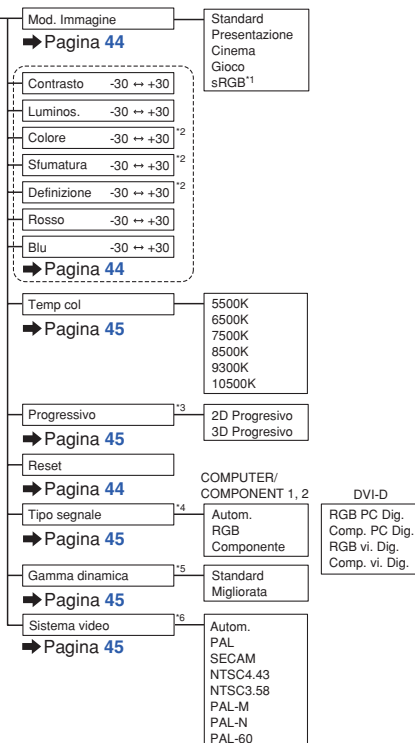 Mod. Immagine
➡Pagina 44
Standard
Presentazione
Cinema
Gioco
sRGB*1
Contrasto -30 ↔ +30
Luminos. -30 ↔ +30
Colore -30 ↔ +30 *2
Sfumatura -30 ↔ +30 *2
Definizione -30 ↔ +30 *2
Rosso -30 ↔ +30
Blu -30 ↔ +30
➡Pagina 44
Temp col
➡Pagina 45
5500K
6500K
7500K
8500K
9300K
10500K
Progressivo *3
➡Pagina 45
2D Progresivo
3D Progresivo
Reset
➡Pagina 44
Tipo segnale *4
➡Pagina 45
COMPUTER/
COMPONENT 1, 2
Autom.
RGB
Componente
DVI-D
RGB PC Dig.
Comp. PC Dig.
RGB vi. Dig.
Comp. vi. Dig.
Gamma dinamica *5
➡Pagina 45
Standard
Migliorata
Sistema video *6
➡Pagina 45
Autom.
PAL
SECAM
NTSC4.43
NTSC3.58
PAL-M
PAL-N
PAL-60